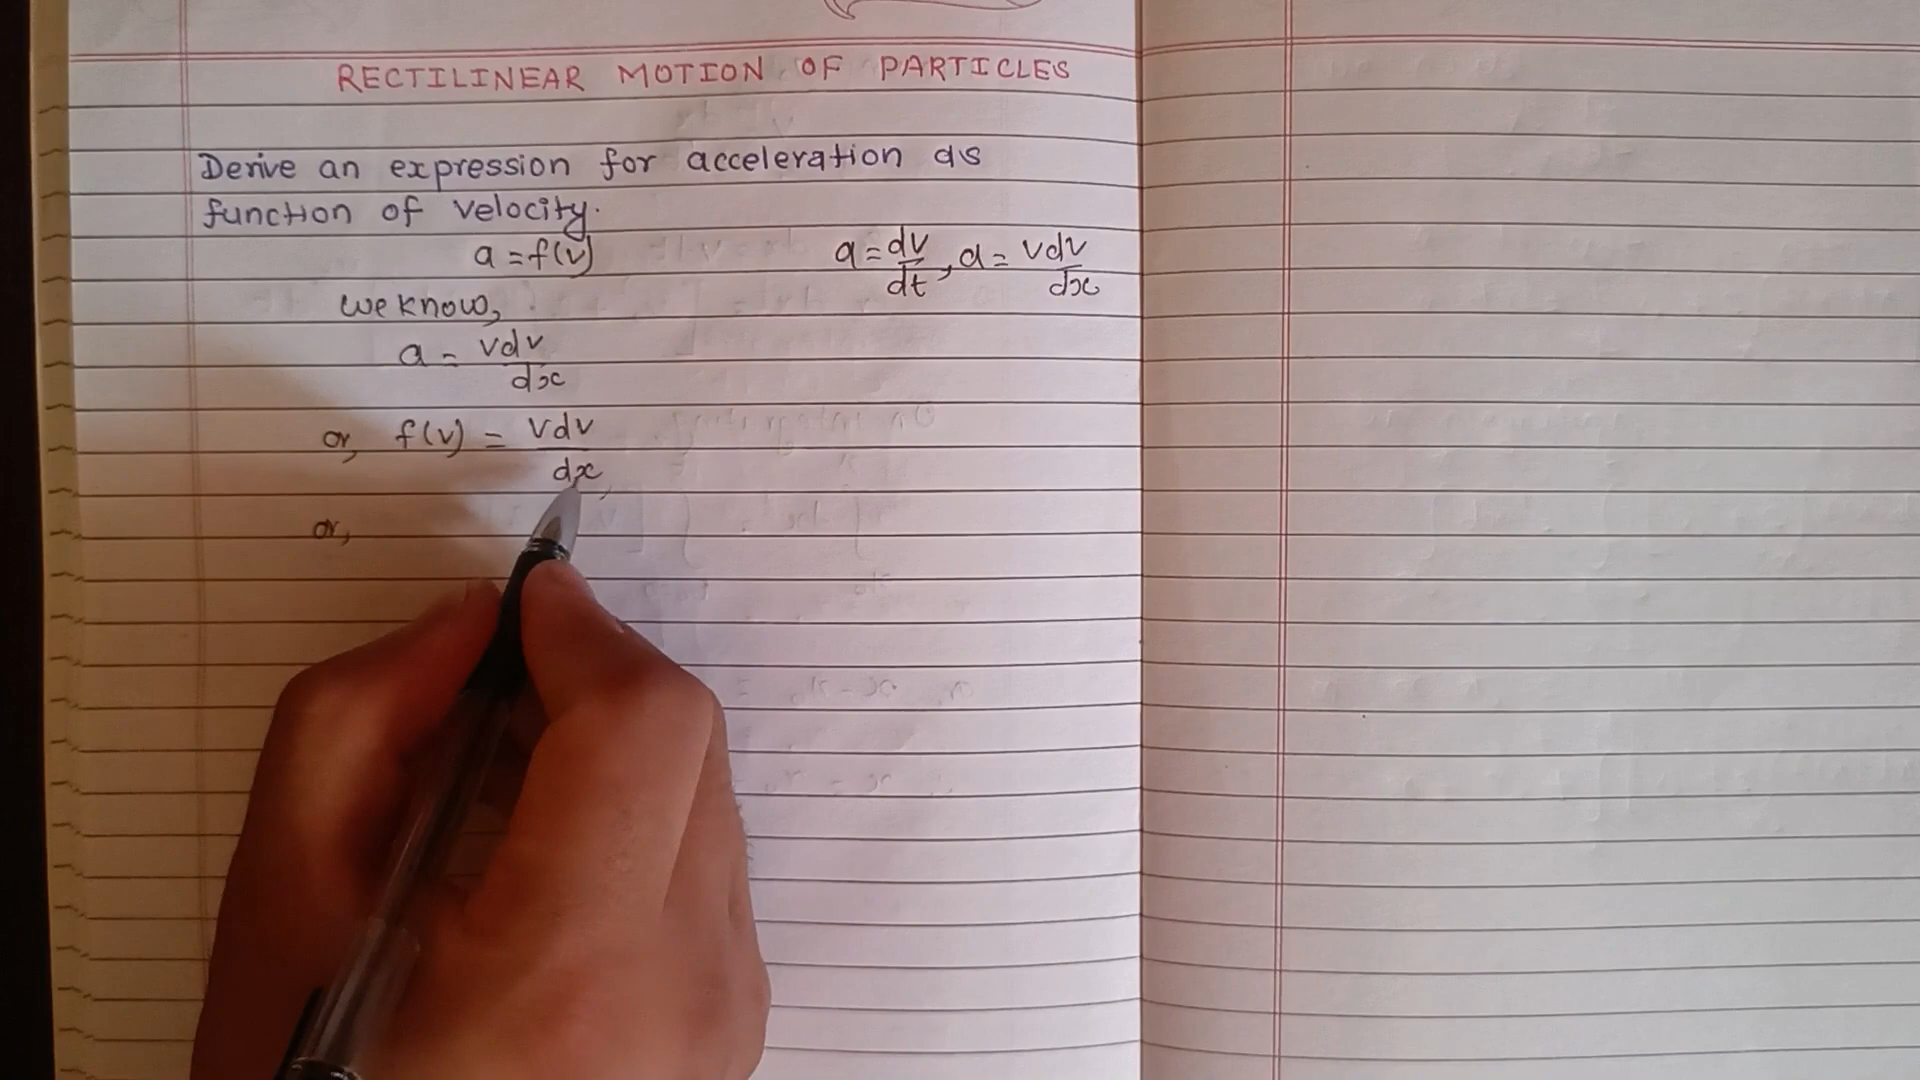 RECTILINEAR MOTION OF PARTICLES
Derive an expression for acceleration as
function of velocity.
a = f(v)
a = dv/dt, a = vdv/dx
we know,
a = vdv/dx
or, f(v) = vdv/dx
or,